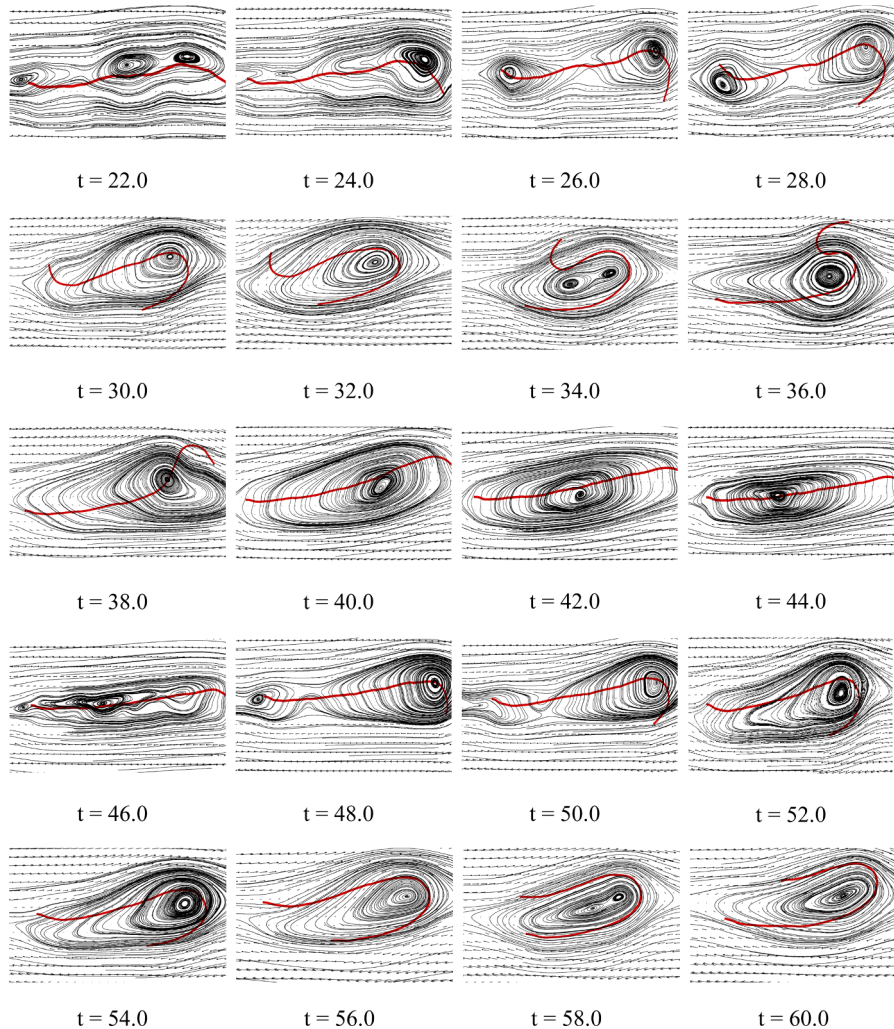 t = 22.0 t = 24.0 t = 26.0 t = 28.0
t = 30.0 t = 32.0 t = 34.0 t = 36.0
t = 38.0 t = 40.0 t = 42.0 t = 44.0
t = 46.0 t = 48.0 t = 50.0 t = 52.0
t = 54.0 t = 56.0 t = 58.0 t = 60.0